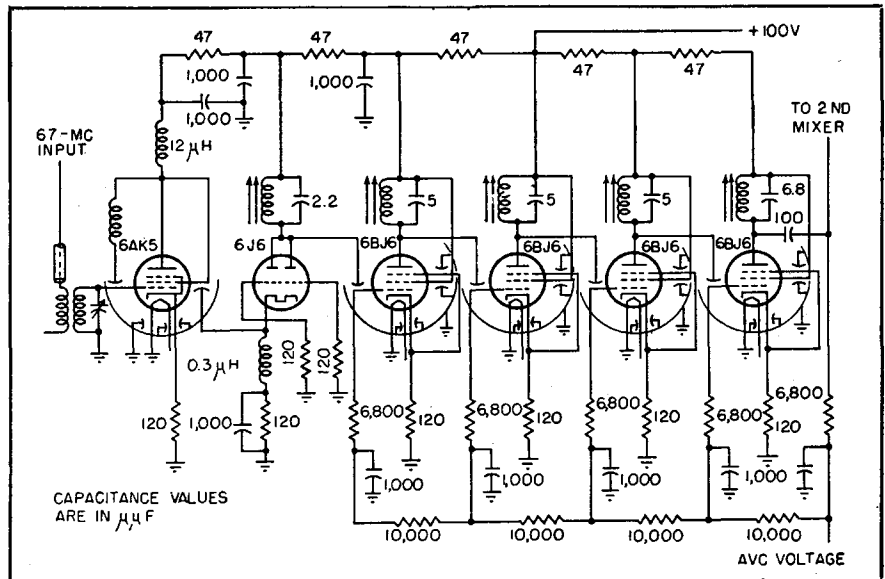 47
47
47
+100V
47
47
1,000
1,000
1,000
TO 2ND
MIXER
67-MC
INPUT
12 μH
2.2
5
5
5
6.8
100
6AK5
6J6
6BJ6
6BJ6
6BJ6
6BJ6
0.3 μH
120
120
120
1,000
120
6,800
120
6,800
120
6,800
120
6,800
120
6,800
1,000
1,000
1,000
1,000
CAPACITANCE VALUES
ARE IN μμF
10,000
10,000
10,000
10,000
AVC VOLTAGE